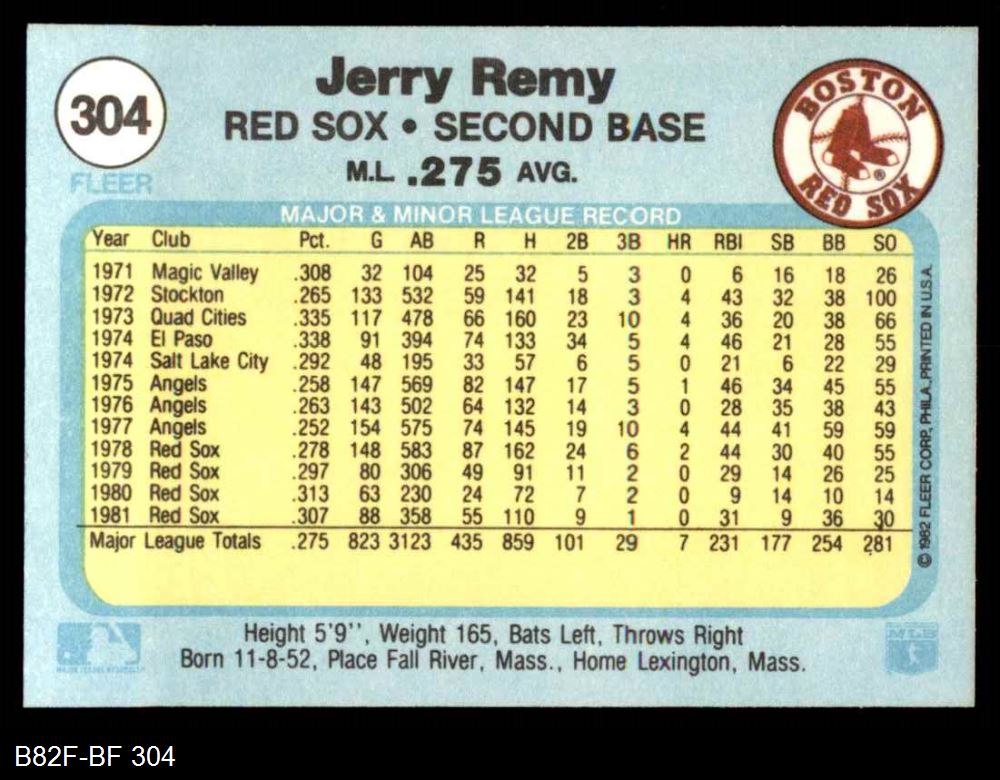 304
FLEER
Jerry Remy
RED SOX • SECOND BASE
M.L .275 AVG.
BOSTON
RED SOX
®
MAJOR & MINOR LEAGUE RECORD
Year Club Pct. G AB R H 2B 3B HR RBI SB BB SO
1971 Magic Valley .308 32 104 25 32 5 3 0 6 16 18 26
1972 Stockton .265 133 532 59 141 18 3 4 43 32 38 100
1973 Quad Cities .335 117 478 66 160 23 10 4 36 20 38 66
1974 El Paso .338 91 394 74 133 34 5 4 46 21 28 55
1974 Salt Lake City .292 48 195 33 57 6 5 0 21 6 22 29
1975 Angels .258 147 569 82 147 17 5 1 46 34 45 55
1976 Angels .263 143 502 64 132 14 3 0 28 35 38 43
1977 Angels .252 154 575 74 145 19 10 4 44 41 59 59
1978 Red Sox .278 148 583 87 162 24 6 2 44 30 40 55
1979 Red Sox .297 80 306 49 91 11 2 0 29 14 26 25
1980 Red Sox .313 63 230 24 72 7 2 0 9 14 10 14
1981 Red Sox .307 88 358 55 110 9 1 0 31 9 36 30
Major League Totals .275 823 3123 435 859 101 29 7 231 177 254 281
© 1982 FLEER CORP., PHILA. PRINTED IN U.S.A.
Height 5'9'', Weight 165, Bats Left, Throws Right
Born 11-8-52, Place Fall River, Mass., Home Lexington, Mass.
B82F-BF 304